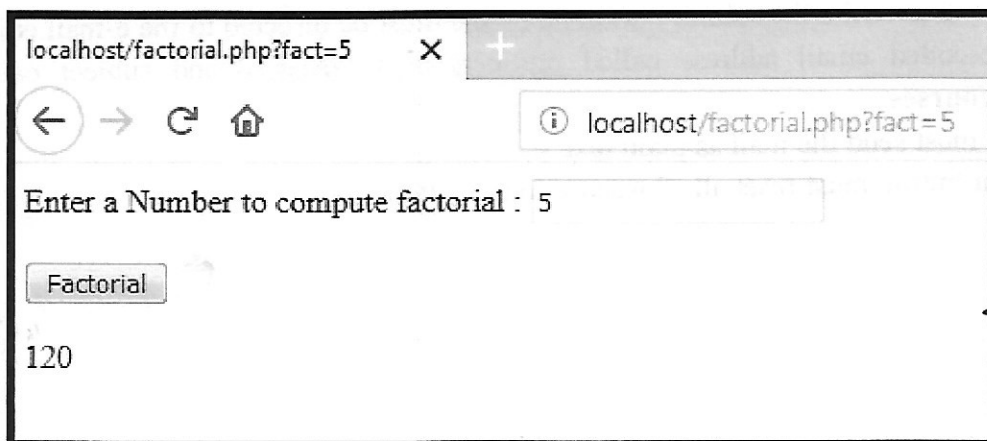 localhost/factorial.php?fact=5
localhost/factorial.php?fact=5
Enter a Number to compute factorial : 5
Factorial
120